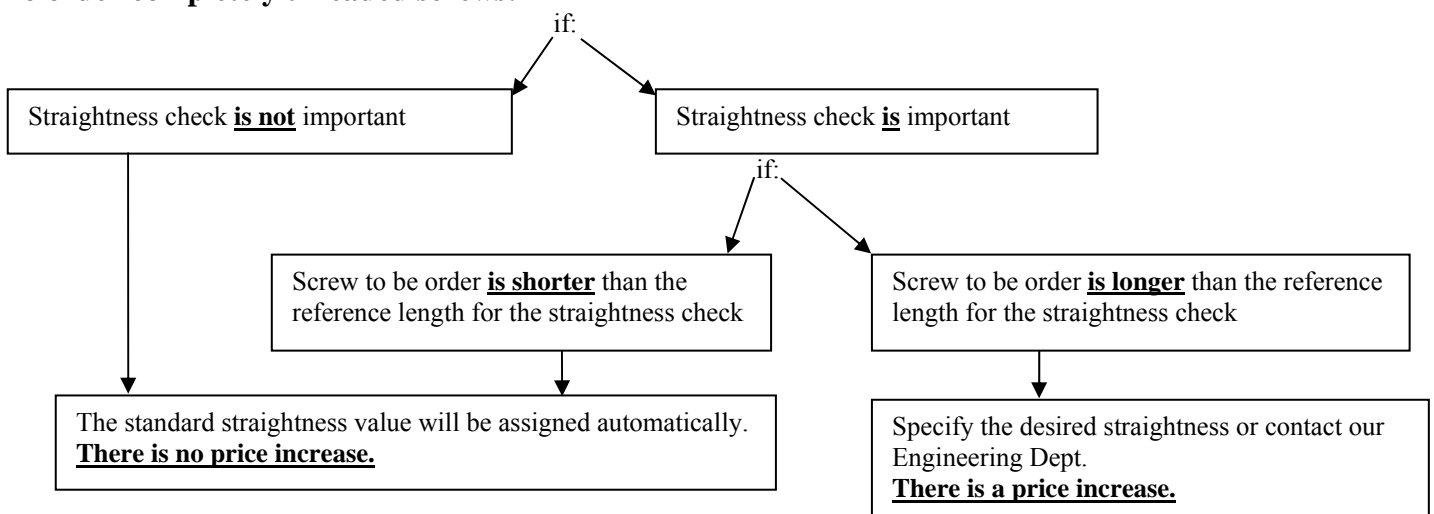 if:
Straightness check is not important
Straightness check is important
if:
Screw to be order is shorter than the
reference length for the straightness check
Screw to be order is longer than the reference
length for the straightness check
The standard straightness value will be assigned automatically.
There is no price increase.
Specify the desired straightness or contact our
Engineering Dept.
There is a price increase.